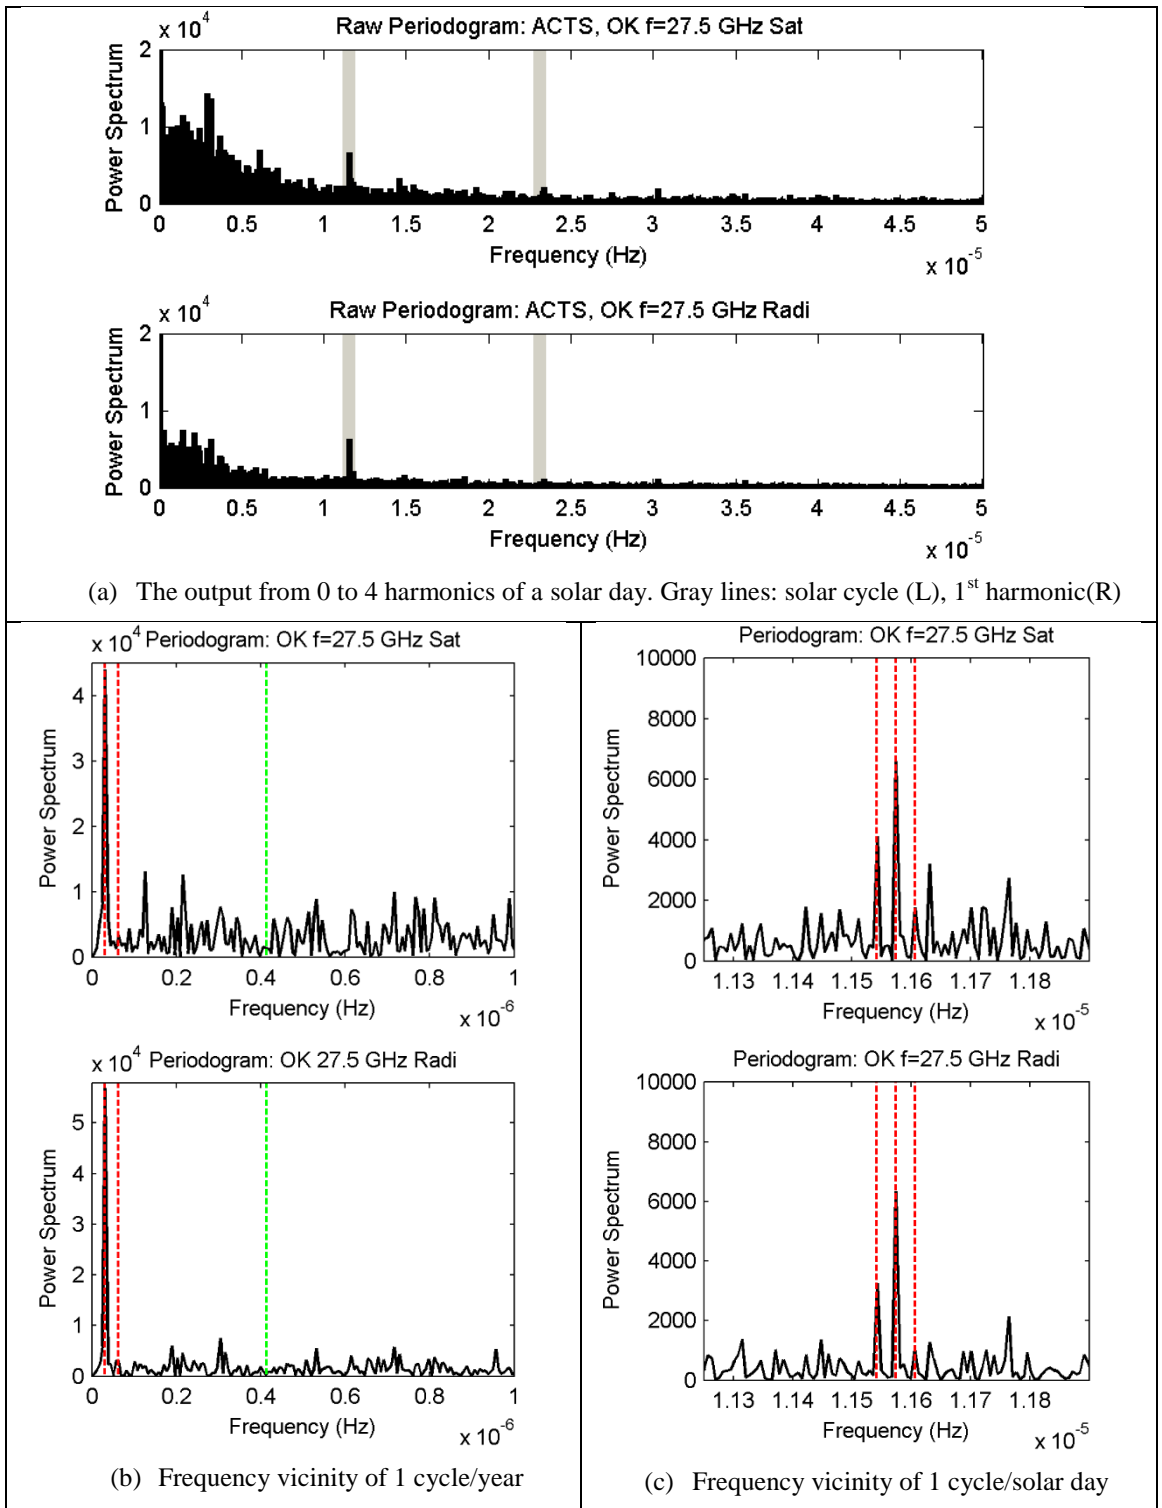 Raw Periodogram: ACTS, OK f=27.5 GHz Sat
x 10^4
2
1
0
Power Spectrum
0 0.5 1 1.5 2 2.5 3 3.5 4 4.5 5
Frequency (Hz)
x 10^-5
Raw Periodogram: ACTS, OK f=27.5 GHz Radi
x 10^4
2
1
0
Power Spectrum
0 0.5 1 1.5 2 2.5 3 3.5 4 4.5 5
Frequency (Hz)
x 10^-5
(a) The output from 0 to 4 harmonics of a solar day. Gray lines: solar cycle (L), 1st harmonic(R)
x 10^4 Periodogram: OK f=27.5 GHz Sat
4
3
2
1
0
Power Spectrum
0 0.2 0.4 0.6 0.8 1
Frequency (Hz)
x 10^-6
x 10^4 Periodogram: OK 27.5 GHz Radi
5
4
3
2
1
0
Power Spectrum
0 0.2 0.4 0.6 0.8 1
Frequency (Hz)
x 10^-6
(b) Frequency vicinity of 1 cycle/year
Periodogram: OK f=27.5 GHz Sat
10000
8000
6000
4000
2000
0
Power Spectrum
1.13 1.14 1.15 1.16 1.17 1.18
Frequency (Hz)
x 10^-5
Periodogram: OK f=27.5 GHz Radi
10000
8000
6000
4000
2000
0
Power Spectrum
1.13 1.14 1.15 1.16 1.17 1.18
Frequency (Hz)
x 10^-5
(c) Frequency vicinity of 1 cycle/solar day